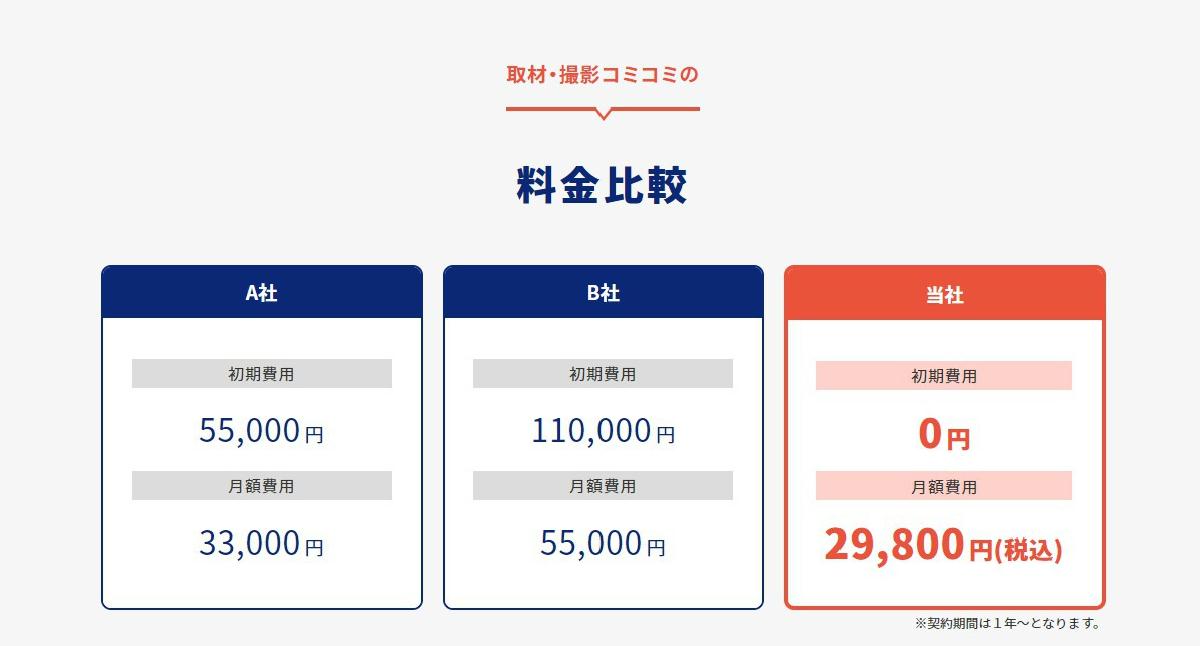 取材・撮影コミコミの
料金比較
A社
初期費用
55,000円
月額費用
33,000円
B社
初期費用
110,000円
月額費用
55,000円
当社
初期費用
0円
月額費用
29,800円(税込)
※契約期間は１年〜となります。